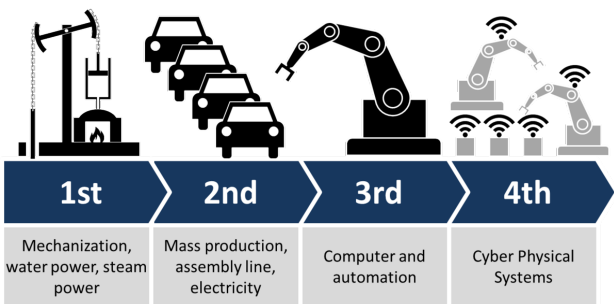 1st
2nd
3rd
4th
Mechanization,
water power, steam
power
Mass production,
assembly line,
electricity
Computer and
automation
Cyber Physical
Systems